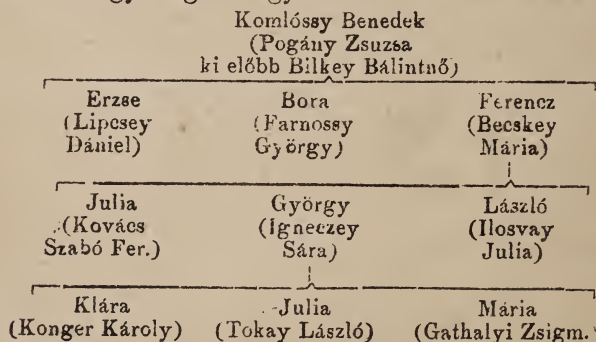 Komlóssy Benedek
(Pogány Zsuzsa
ki előbb Bilkey Bálintnő)
Erzse Bora Ferencz
(Lipcsey (Farnossy (Becskey
Dániel) György) Mária)
Julia György László
(Kovács (Igneczey (Ilosvay
Szabó Fer.) Sára) Julia)
Klára Julia Mária
(Konger Károly) (Tokay László) (Gathalyi Zsigm.